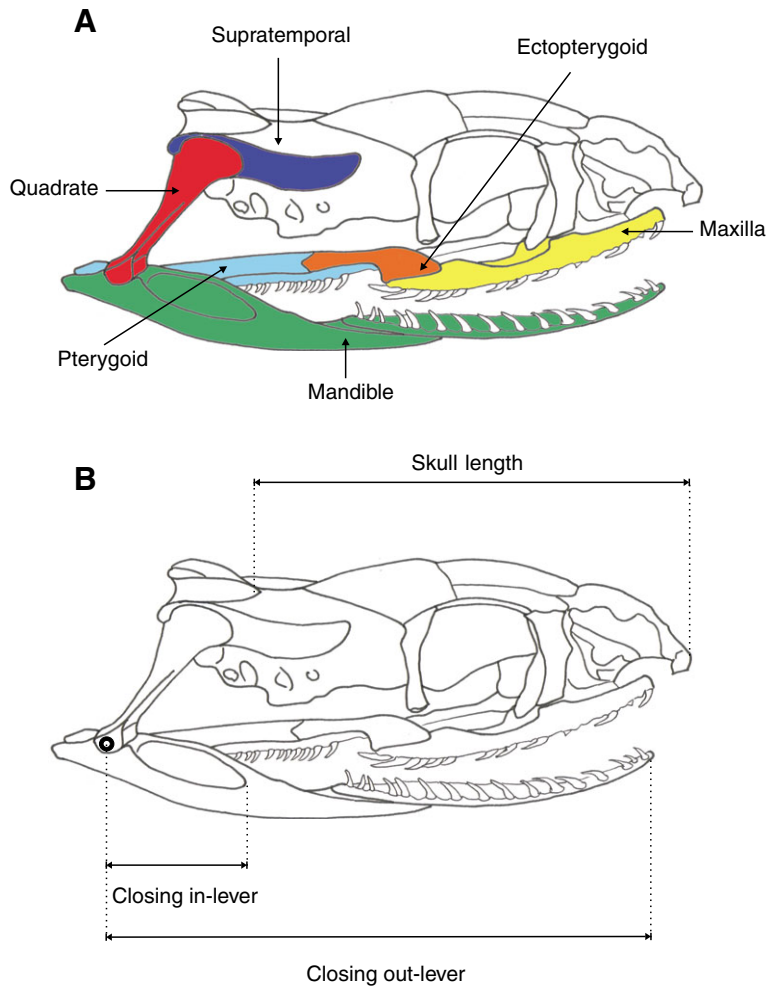 A
Supratemporal
Ectopterygoid
Quadrate
Maxilla
Pterygoid
Mandible
B
Skull length
Closing in-lever
Closing out-lever